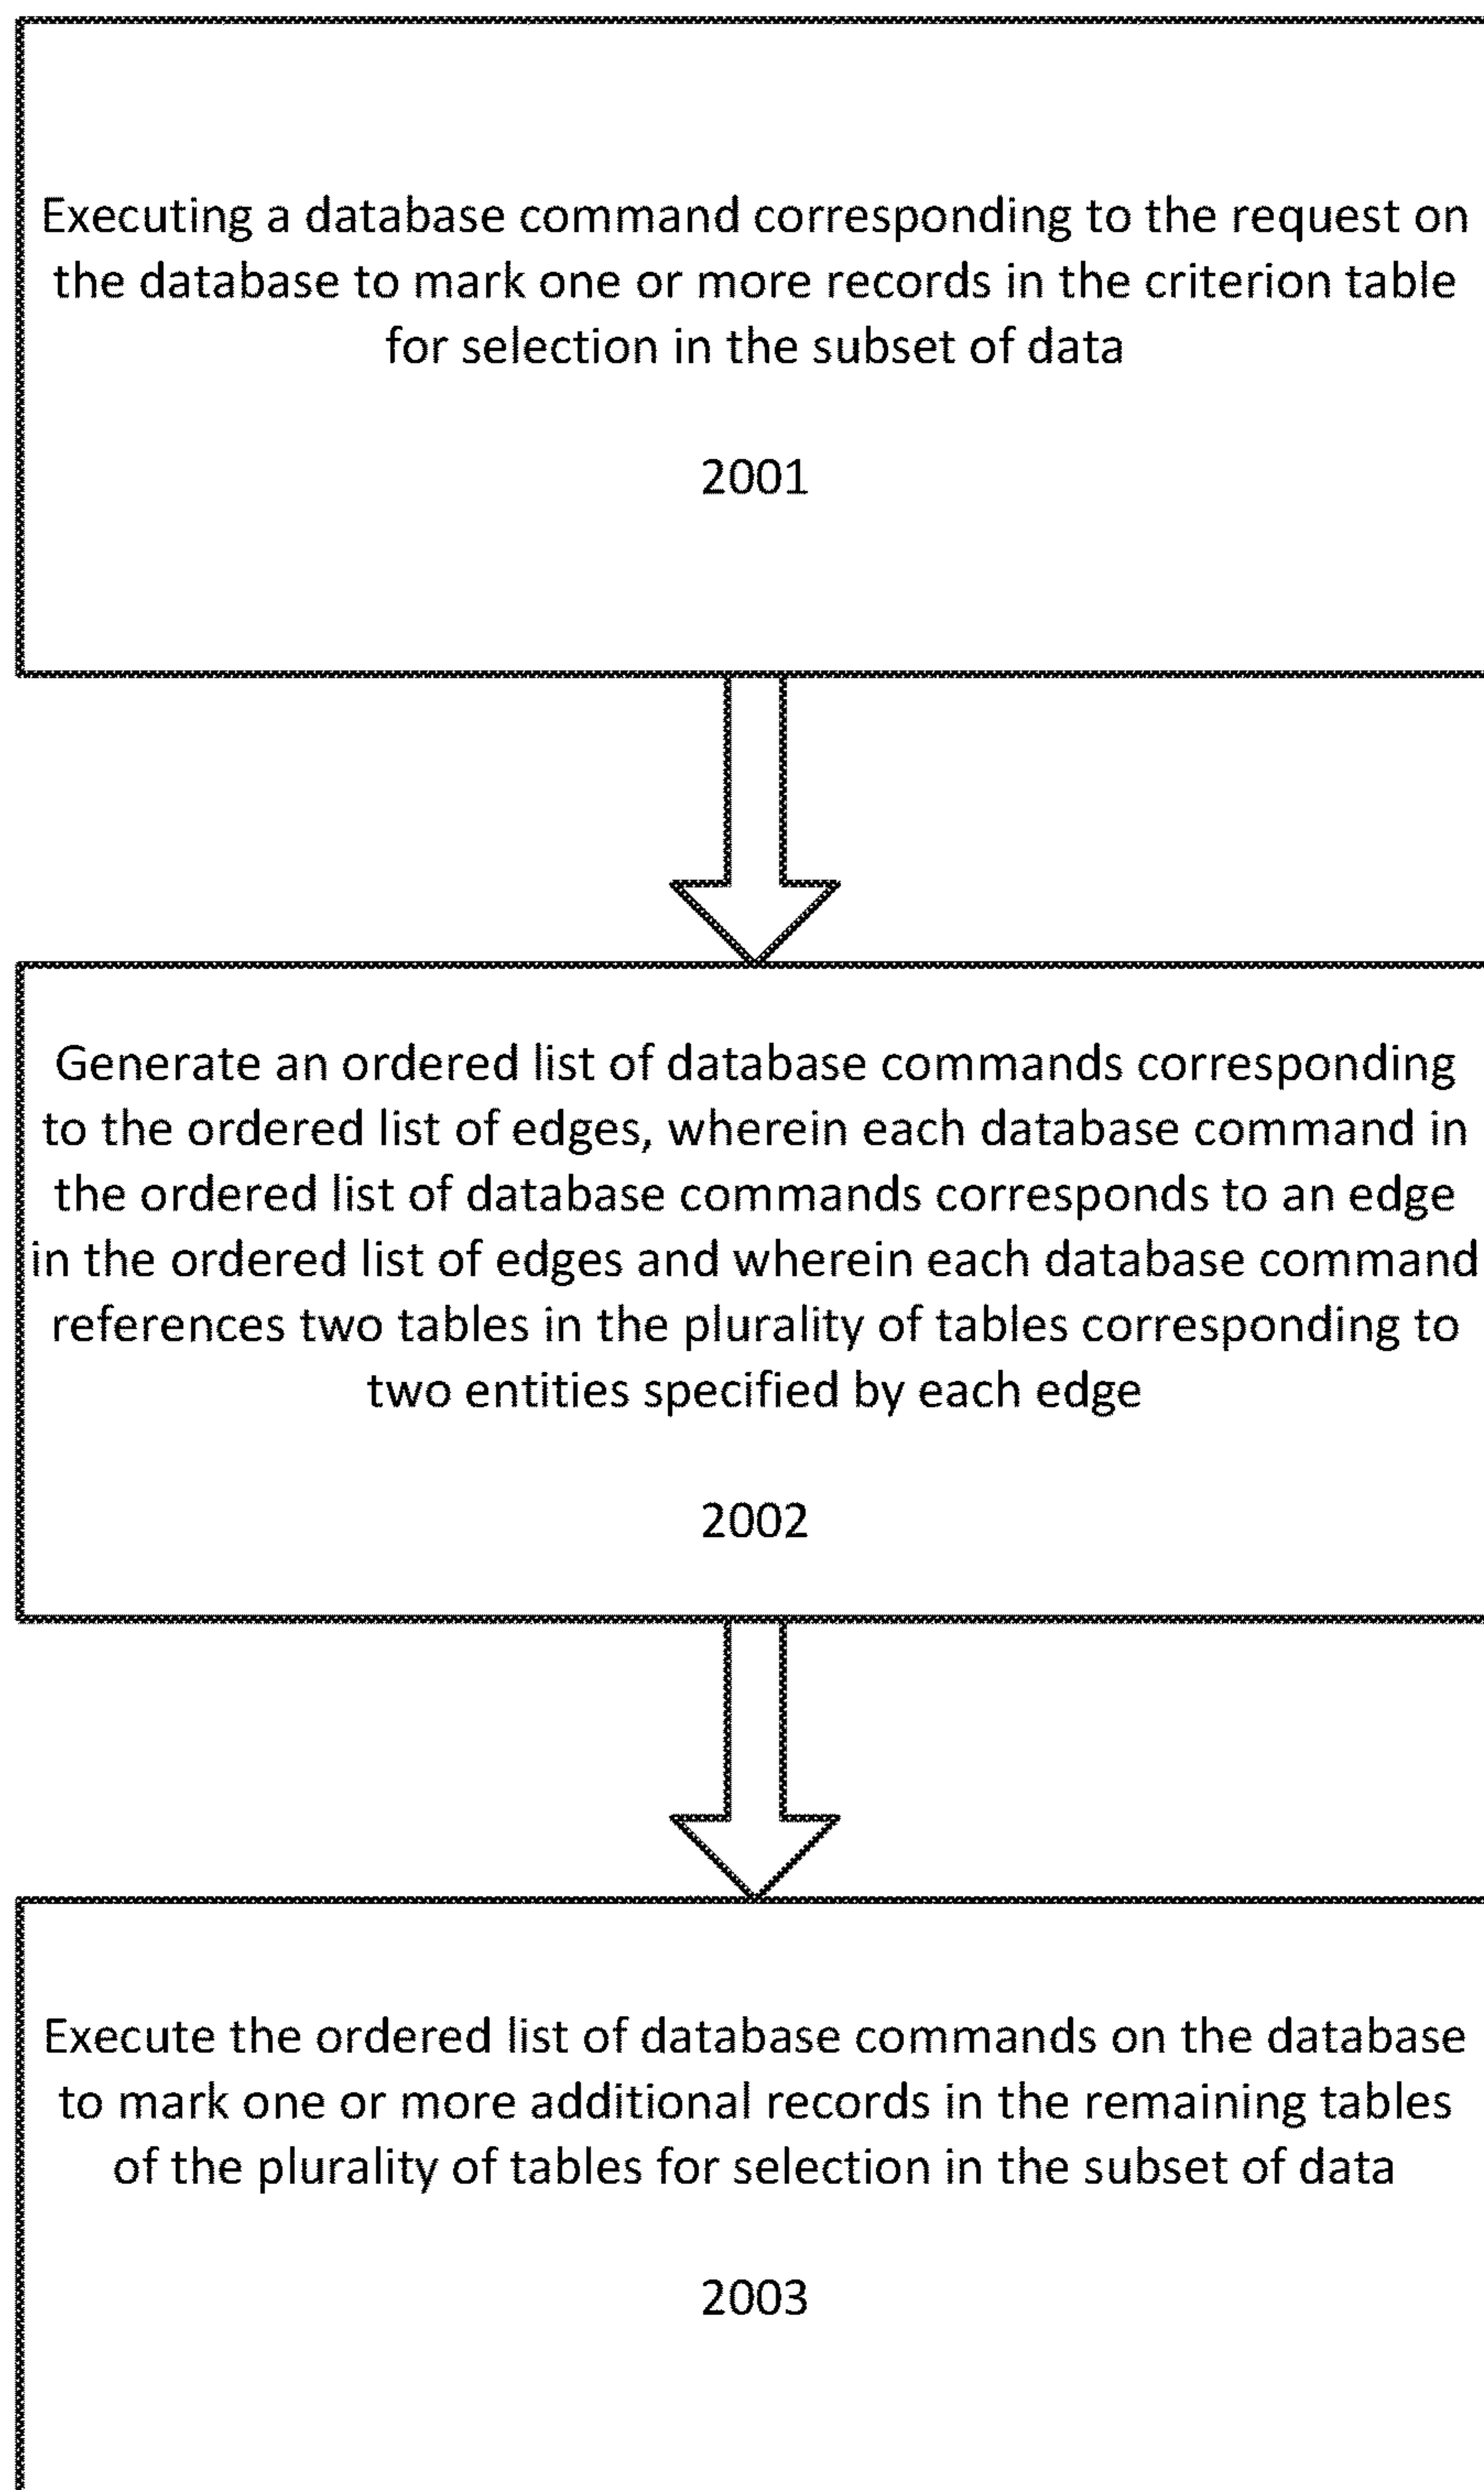 Executing a database command corresponding to the request on
the database to mark one or more records in the criterion table
for selection in the subset of data
2001
Generate an ordered list of database commands corresponding
to the ordered list of edges, wherein each database command in
the ordered list of database commands corresponds to an edge
in the ordered list of edges and wherein each database command
references two tables in the plurality of tables corresponding to
two entities specified by each edge
2002
Execute the ordered list of database commands on the database
to mark one or more additional records in the remaining tables
of the plurality of tables for selection in the subset of data
2003